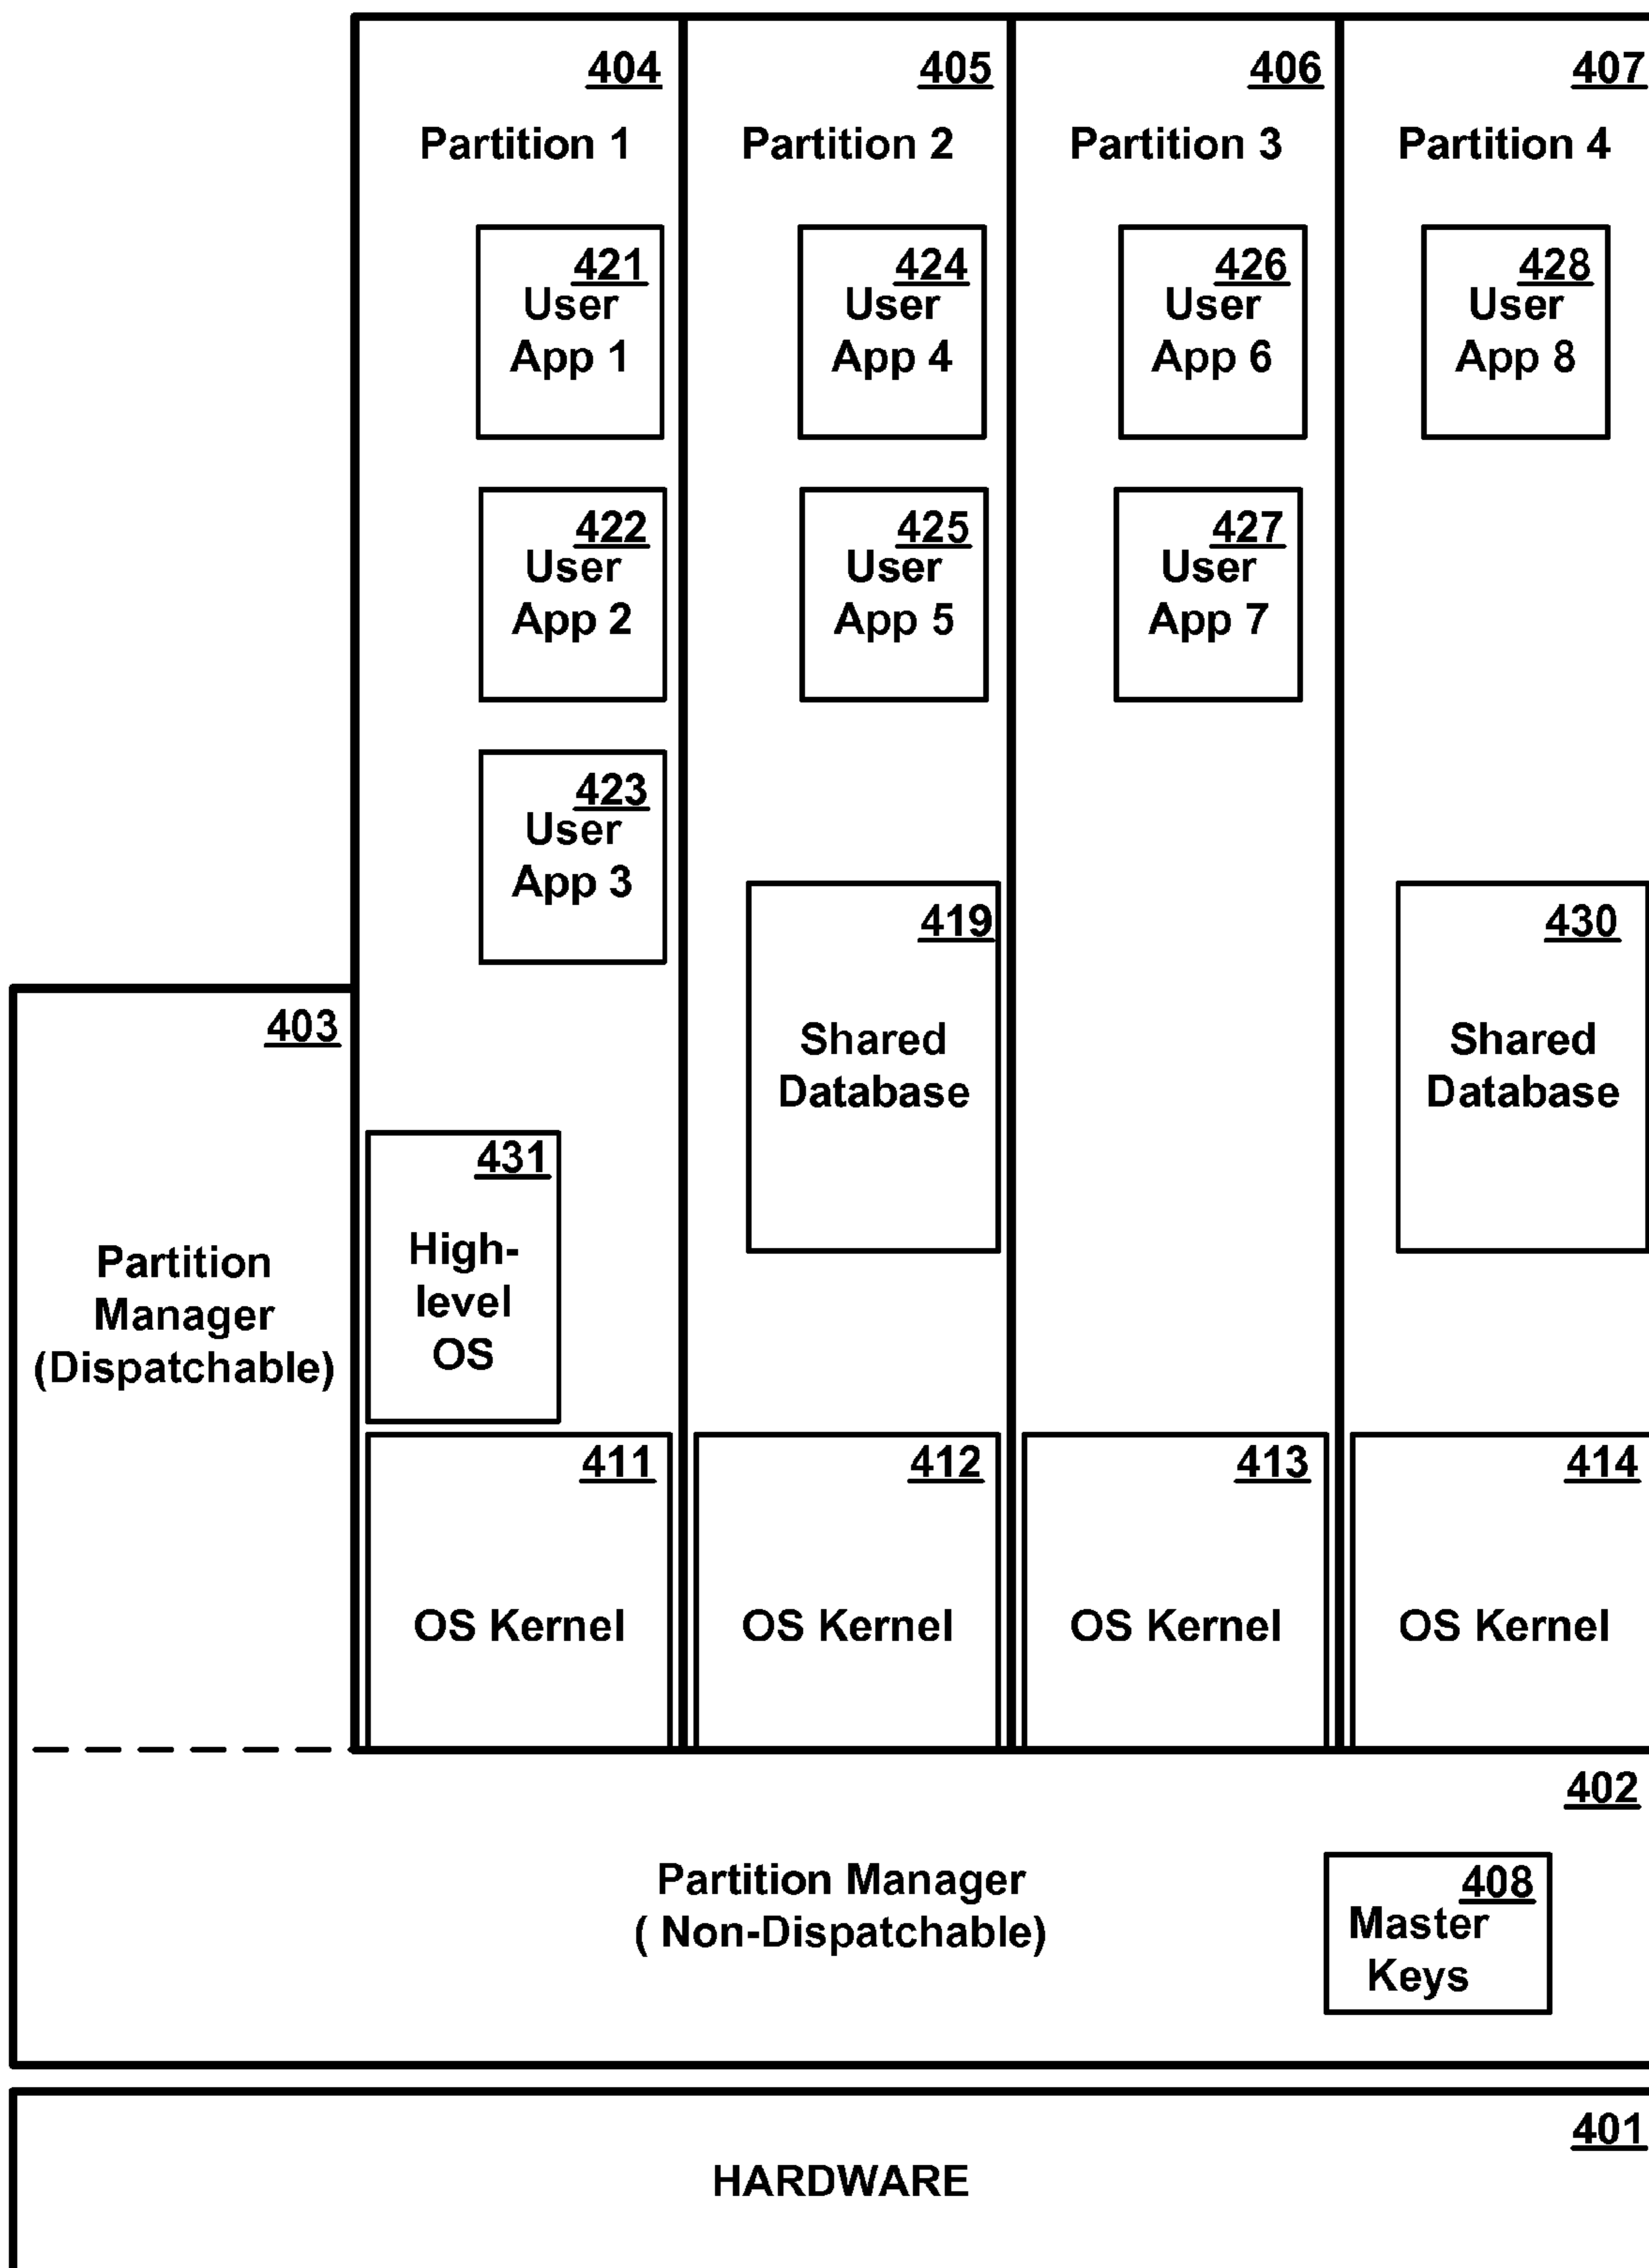 404
Partition 1
405
Partition 2
406
Partition 3
407
Partition 4
421
User
App 1
424
User
App 4
426
User
App 6
428
User
App 8
422
User
App 2
425
User
App 5
427
User
App 7
423
User
App 3
419
Shared
Database
430
Shared
Database
403
Partition
Manager
(Dispatchable)
431
High-
level
OS
411
OS Kernel
412
OS Kernel
413
OS Kernel
414
OS Kernel
402
Partition Manager
( Non-Dispatchable)
408
Master
Keys
401
HARDWARE